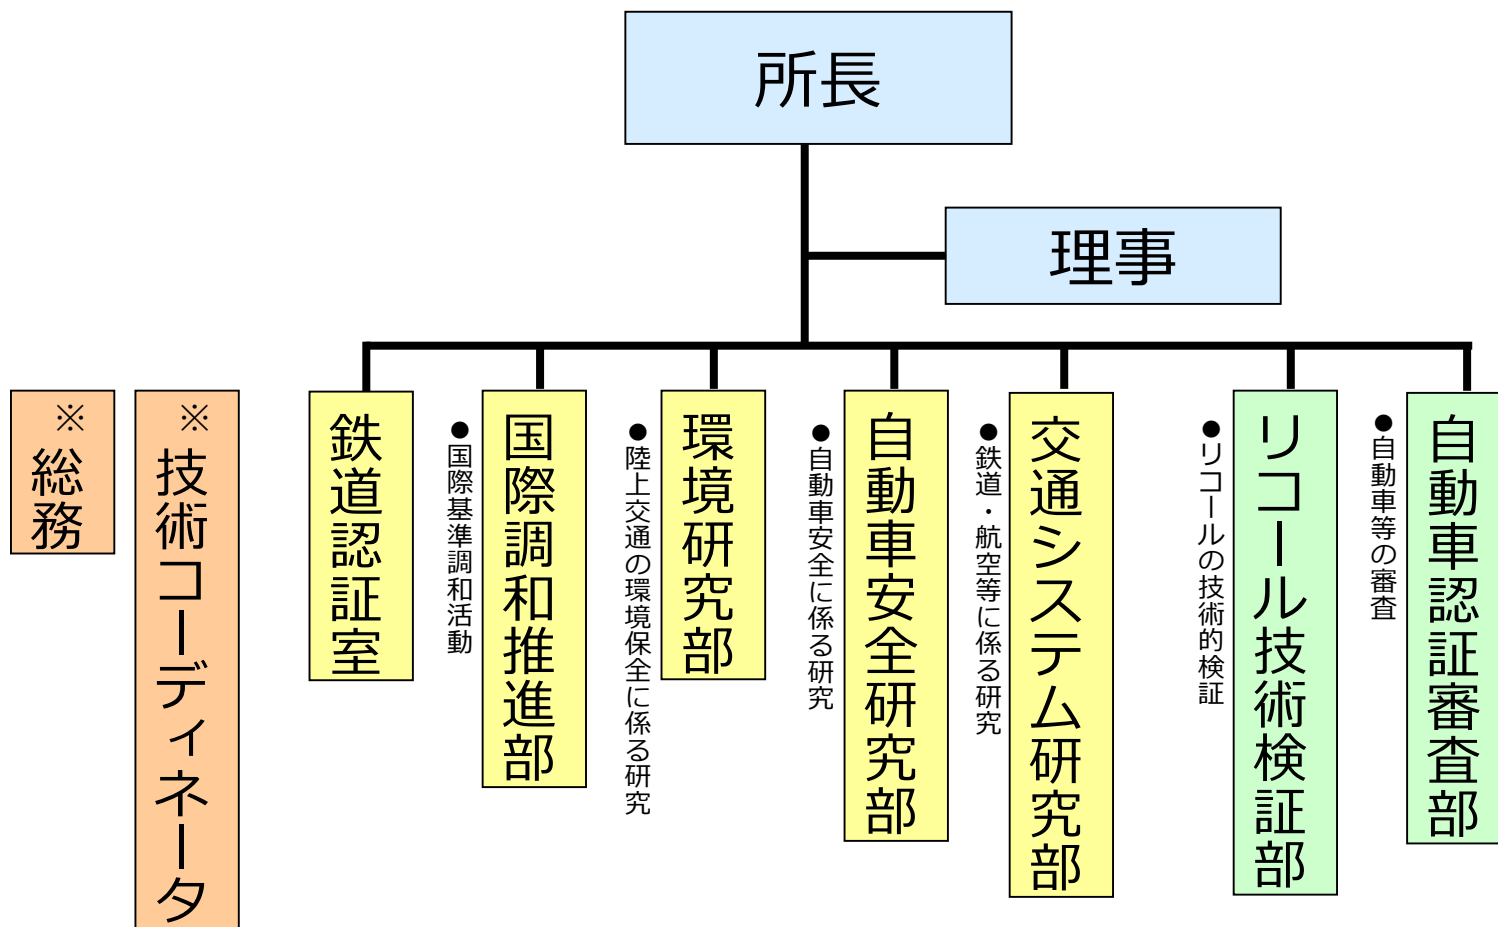 所長
理事
自動車認証審査部
●自動車等の審査
リコール技術検証部
●リコールの技術的検証
交通システム研究部
●鉄道・航空等に係る研究
自動車安全研究部
●自動車安全に係る研究
環境研究部
●陸上交通の環境保全に係る研究
国際調和推進部
●国際基準調和活動
鉄道認証室
※技術コーディネータ
※総務